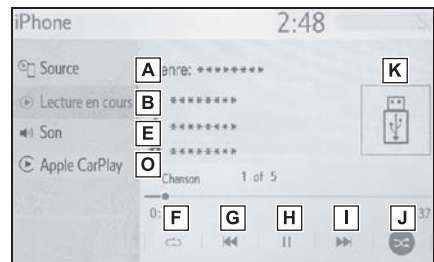 iPhone 2:48
Source A enre: ******** K
Lecture en cours B ********
Son E ********
Apple CarPlay O ********
Chanson 1 of 5
0: 37
F G H I J